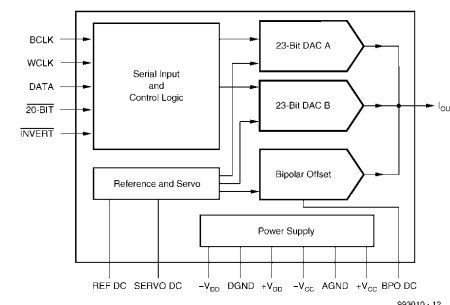 BCLK
WCLK
DATA
20-BIT
INVERT
Serial Input
and
Control Logic
23-Bit DAC A
23-Bit DAC B
Bipolar Offset
Reference and Servo
Power Supply
IOU
REF DC SERVO DC −VDD DGND +VDD −VCC AGND +VCC BPO DC